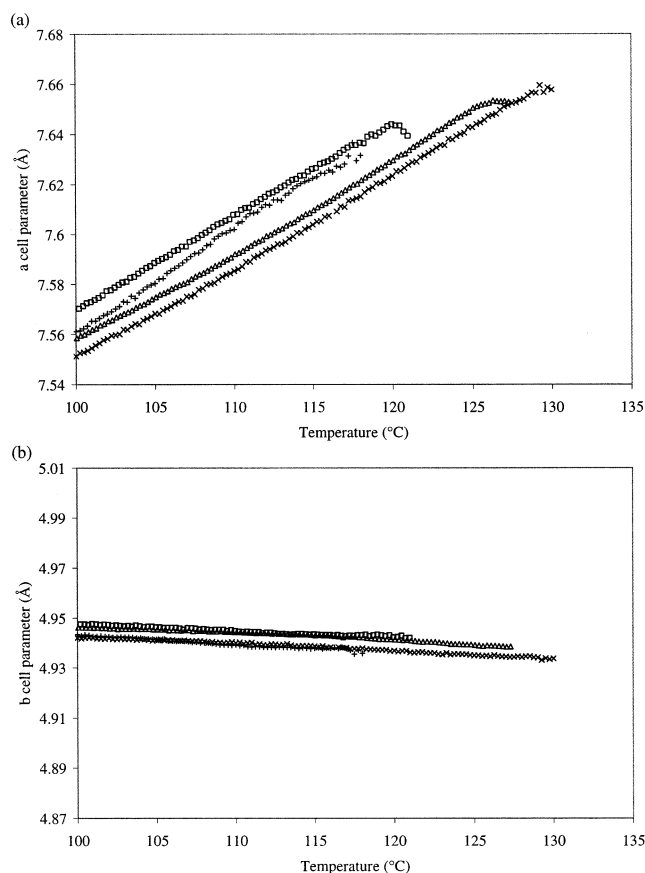 (a)
7.68
7.66
7.64
7.62
7.6
7.58
7.56
7.54
a cell parameter (Å)
100 105 110 115 120 125 130 135
Temperature (°C)
(b)
5.01
4.99
4.97
4.95
4.93
4.91
4.89
4.87
b cell parameter (Å)
100 105 110 115 120 125 130 135
Temperature (°C)